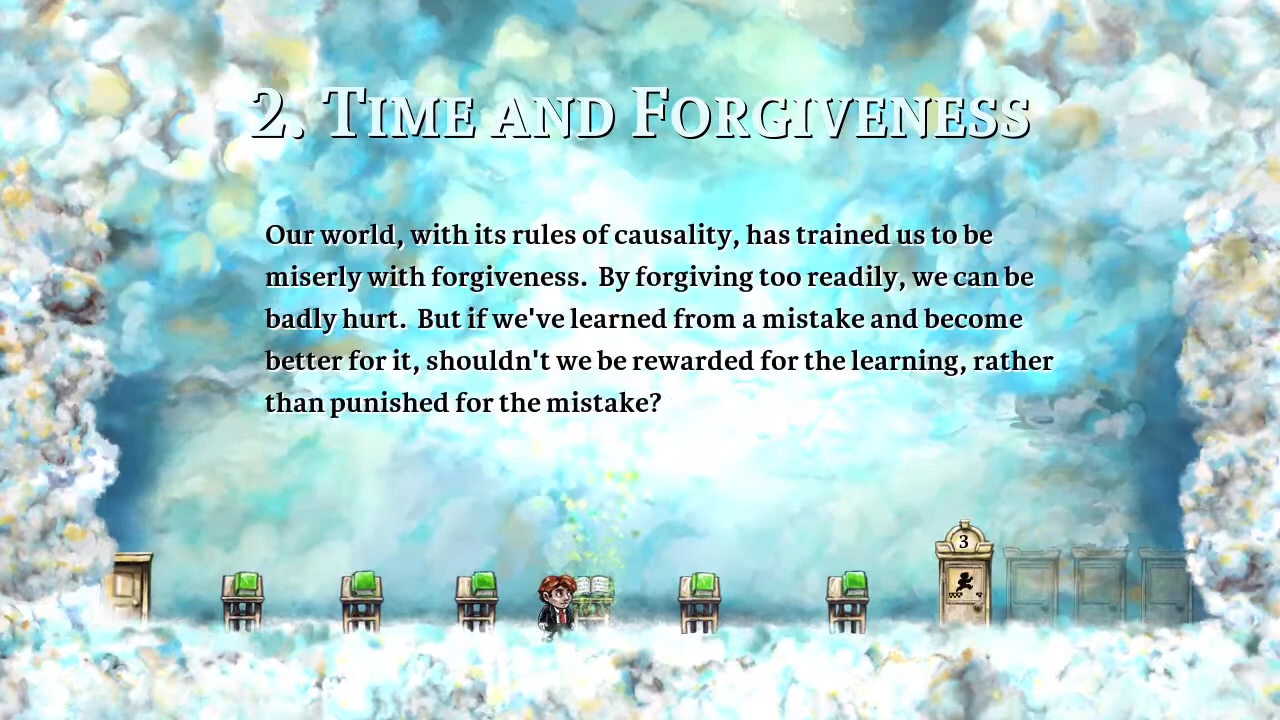 2. Time and Forgiveness
Our world, with its rules of causality, has trained us to be
miserly with forgiveness.  By forgiving too readily, we can be
badly hurt.  But if we've learned from a mistake and become
better for it, shouldn't we be rewarded for the learning, rather
than punished for the mistake?
3